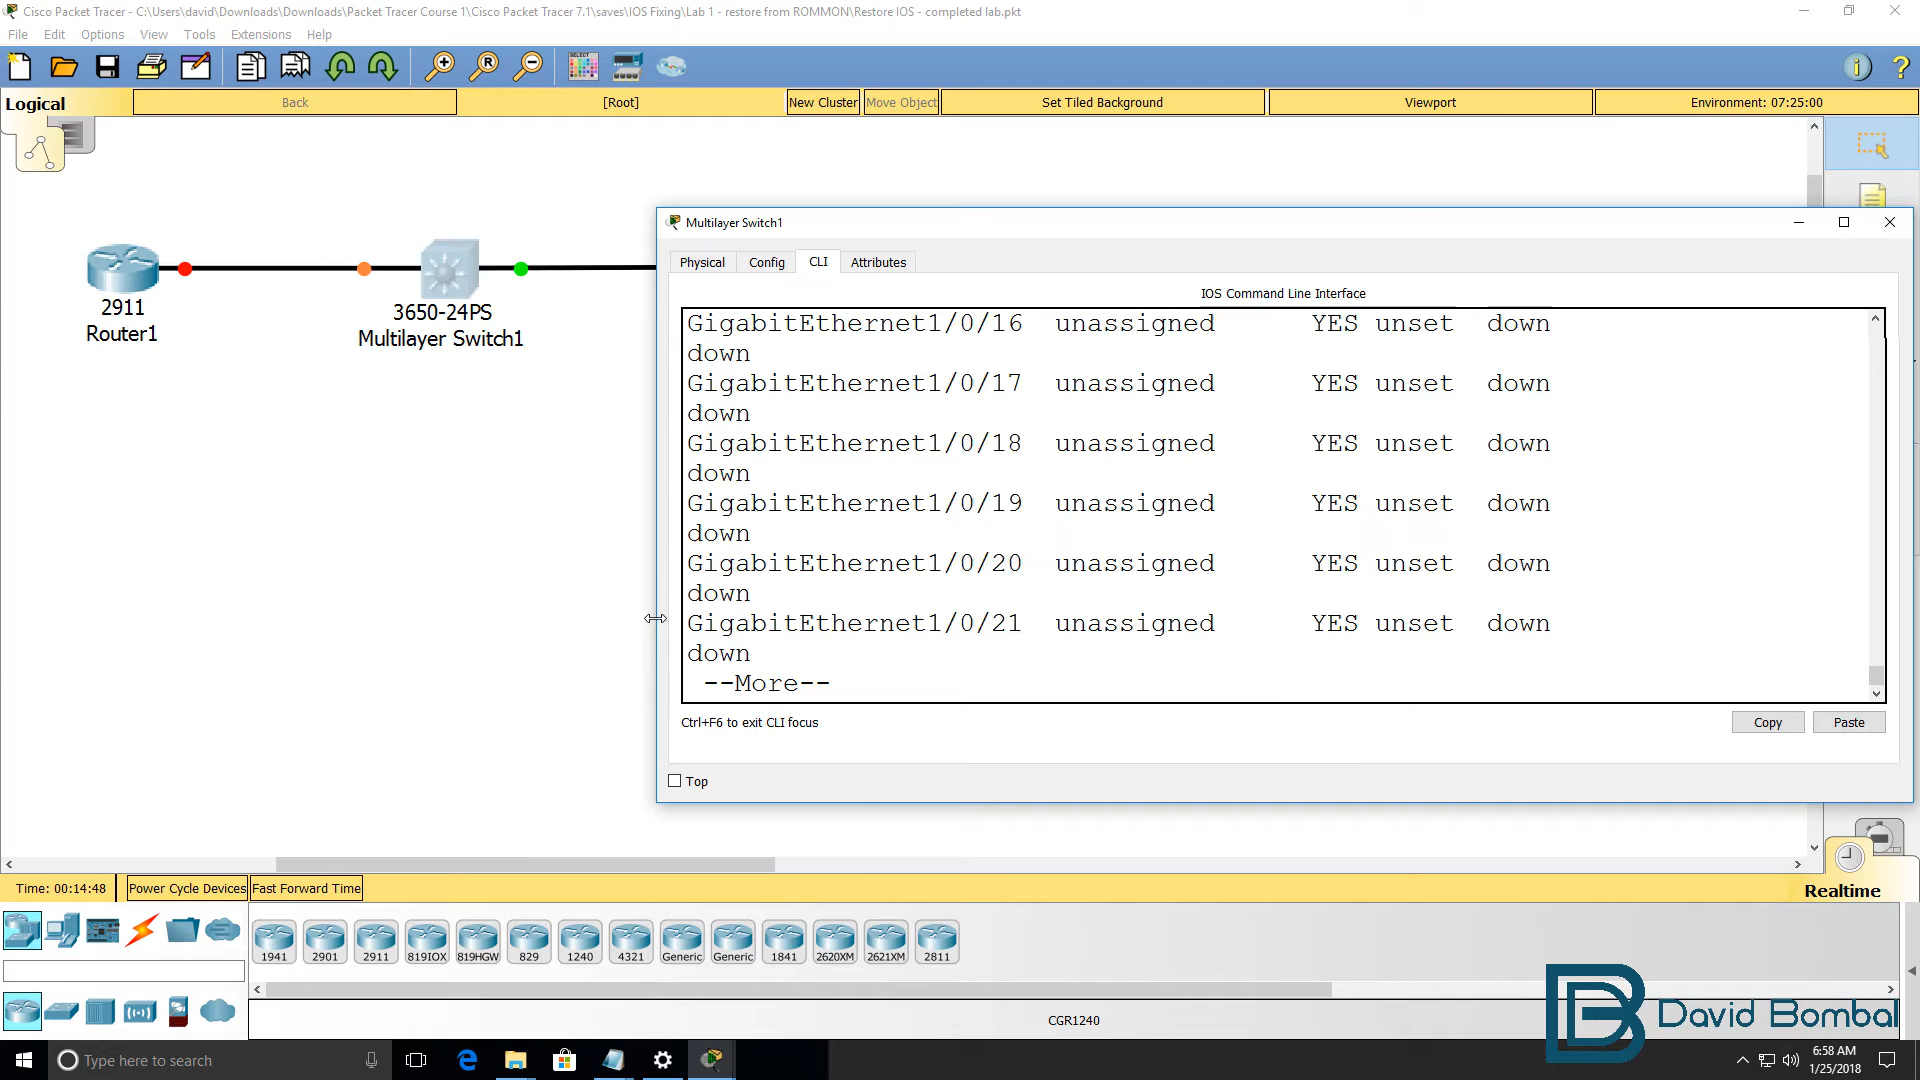 Cisco Packet Tracer - C:\Users\david\Downloads\Downloads\Packet Tracer Course 1\Cisco Packet Tracer 7.1\saves\IOS Fixing\Lab 1 - restore from ROMMON\Restore IOS - completed lab.pkt
File Edit Options View Tools Extensions Help
Logical Back [Root] New Cluster Move Object Set Tiled Background Viewport Environment: 07:25:00
2911
Router1
3650-24PS
Multilayer Switch1
Multilayer Switch1
Physical Config CLI Attributes
IOS Command Line Interface
GigabitEthernet1/0/16 unassigned YES unset down
down
GigabitEthernet1/0/17 unassigned YES unset down
down
GigabitEthernet1/0/18 unassigned YES unset down
down
GigabitEthernet1/0/19 unassigned YES unset down
down
GigabitEthernet1/0/20 unassigned YES unset down
down
GigabitEthernet1/0/21 unassigned YES unset down
down
--More--
Ctrl+F6 to exit CLI focus Copy Paste
Top
Time: 00:14:48 Power Cycle Devices Fast Forward Time Realtime
1941 2901 2911 819IOX 819HGW 829 1240 4321 Generic Generic 1841 2620XM 2621XM 2811
CGR1240
David Bombal
Type here to search
6:58 AM
1/25/2018